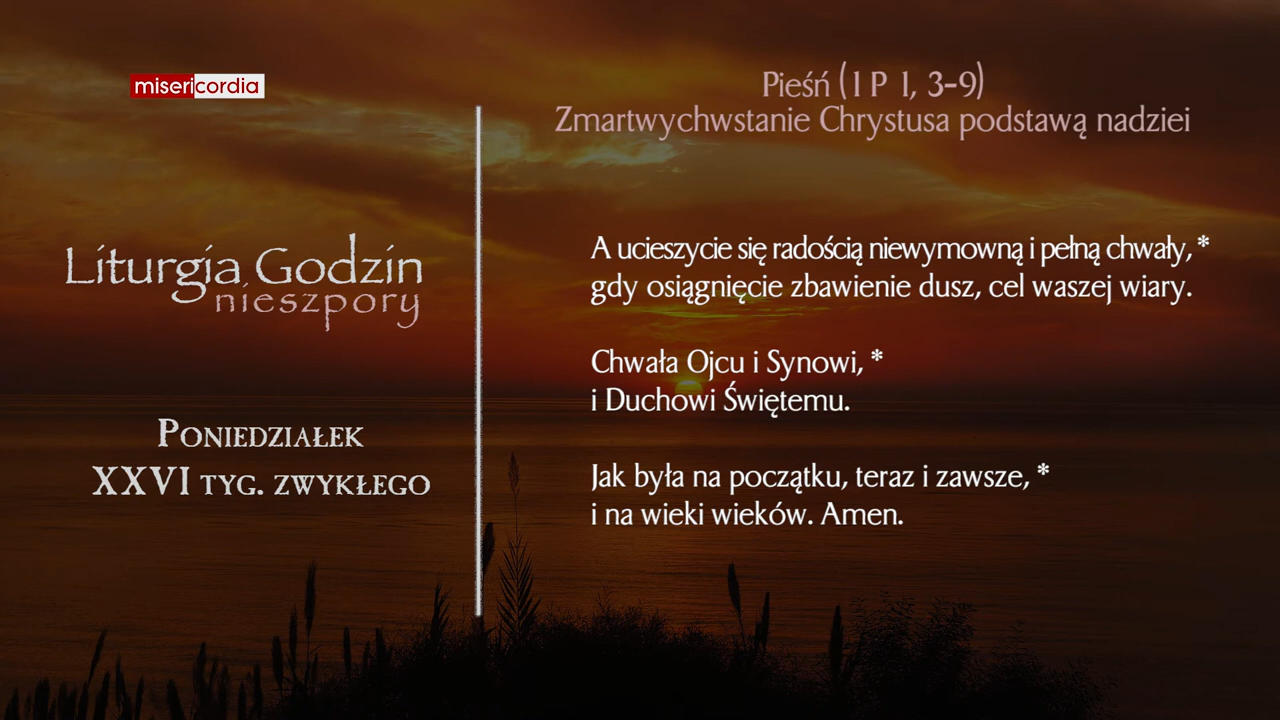 misericordia
Liturgia Godzin
nieszpory
Poniedziałek
XXVI tyg. zwykłego
Pieśń (1 P 1, 3-9)
Zmartwychwstanie Chrystusa podstawą nadziei
A ucieszycie się radością niewymowną i pełną chwały, *
gdy osiągnięcie zbawienie dusz, cel waszej wiary.
Chwała Ojcu i Synowi, *
i Duchowi Świętemu.
Jak była na początku, teraz i zawsze, *
i na wieki wieków. Amen.